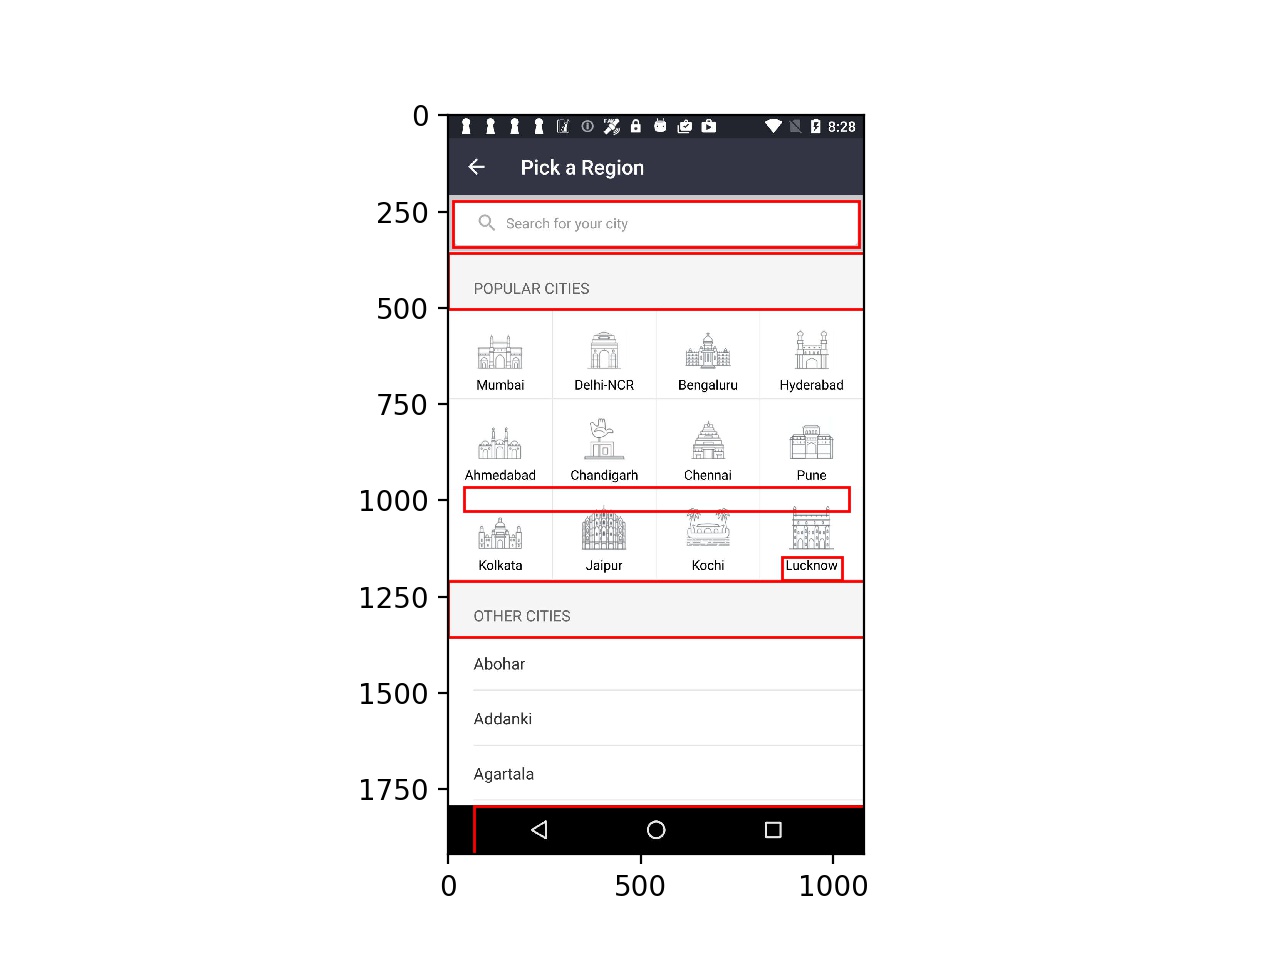 0
8:28
Pick a Region
250
Search for your city
POPULAR CITIES
500
Mumbai Delhi-NCR Bengaluru Hyderabad
750
Ahmedabad Chandigarh Chennai Pune
1000
Kolkata Jaipur Kochi Lucknow
1250
OTHER CITIES
Abohar
1500
Addanki
Agartala
1750
0 500 1000